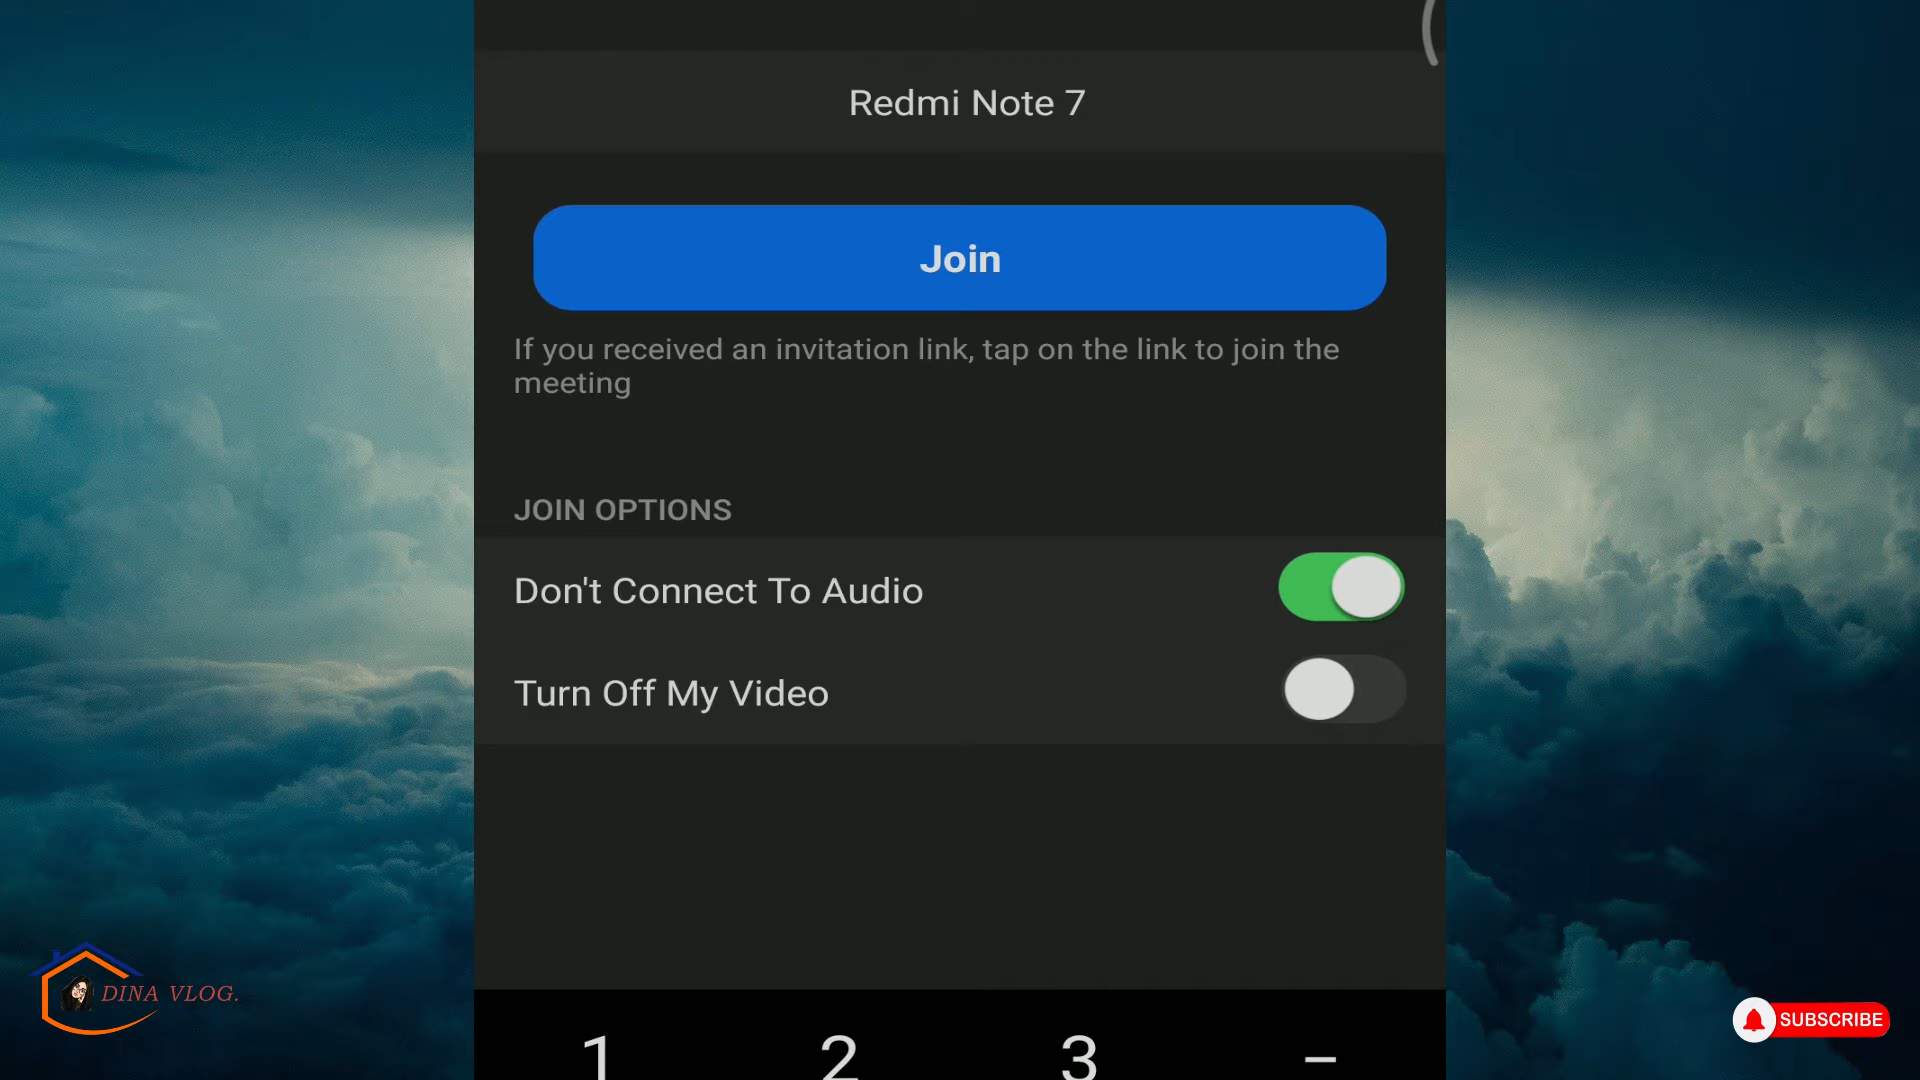 Redmi Note 7
Join
If you received an invitation link, tap on the link to join the
meeting
JOIN OPTIONS
Don't Connect To Audio
Turn Off My Video
1 2 3 –
DINA VLOG.
SUBSCRIBE